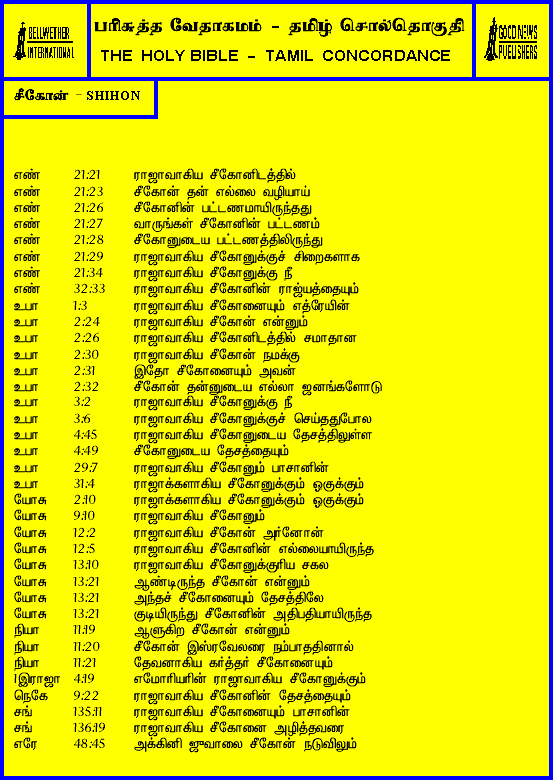 BELLWETHER
INTERNATIONAL
பரிசுத்த வேதாகமம் - தமிழ் சொல்தொகுதி
THE HOLY BIBLE - TAMIL CONCORDANCE
GOOD NEWS
PUBLISHERS
சீகோன் - SHIHON
எண் 21:21 ராஜாவாகிய சீகோனிடத்தில்
எண் 21:23 சீகோன் தன் எல்லை வழியாய்
எண் 21:26 சீகோனின் பட்டணமாயிருந்தது
எண் 21:27 வாருங்கள் சீகோனின் பட்டணம்
எண் 21:28 சீகோனுடைய பட்டணத்திலிருந்து
எண் 21:29 ராஜாவாகிய சீகோனுக்குச் சிறைகளாக
எண் 21:34 ராஜாவாகிய சீகோனுக்கு நீ
எண் 32:33 ராஜாவாகிய சீகோனின் ராஜ்யத்தையும்
உபா 1:3 ராஜாவாகிய சீகோனையும் எத்ரேயின்
உபா 2:24 ராஜாவாகிய சீகோன் என்னும்
உபா 2:26 ராஜாவாகிய சீகோனிடத்தில் சமாதான
உபா 2:30 ராஜாவாகிய சீகோன் நமக்கு
உபா 2:31 இதோ சீகோனையும் அவன்
உபா 2:32 சீகோன் தன்னுடைய எல்லா ஜனங்களோடு
உபா 3:2 ராஜாவாகிய சீகோனுக்கு நீ
உபா 3:6 ராஜாவாகிய சீகோனுக்குச் செய்ததுபோல
உபா 4:45 ராஜாவாகிய சீகோனுடைய தேசத்திலுள்ள
உபா 4:49 சீகோனுடைய தேசத்தையும்
உபா 29:7 ராஜாவாகிய சீகோனும் பாசானின்
உபா 31:4 ராஜாக்களாகிய சீகோனுக்கும் ஓகுக்கும்
யோசு 2:10 ராஜாக்களாகிய சீகோனுக்கும் ஓகுக்கும்
யோசு 9:10 ராஜாவாகிய சீகோனும்
யோசு 12:2 ராஜாவாகிய சீகோன் அர்னோன்
யோசு 12:5 ராஜாவாகிய சீகோனின் எல்லையாயிருந்த
யோசு 13:10 ராஜாவாகிய சீகோனுக்குரிய சகல
யோசு 13:21 ஆண்டிருந்த சீகோன் என்னும்
யோசு 13:21 அந்தச் சீகோனையும் தேசத்திலே
யோசு 13:21 குடியிருந்து சீகோனின் அதிபதியாயிருந்த
நியா 11:19 ஆளுகிற சீகோன் என்னும்
நியா 11:20 சீகோன் இஸ்ரவேலரை நம்பாததினால்
நியா 11:21 தேவனாகிய கர்த்தர் சீகோனையும்
1இராஜா 4:19 எமோரியரின் ராஜாவாகிய சீகோனுக்கும்
நெகே 9:22 ராஜாவாகிய சீகோனின் தேசத்தையும்
சங் 135:11 ராஜாவாகிய சீகோனையும் பாசானின்
சங் 136:19 ராஜாவாகிய சீகோனை அழித்தவரை
எரே 48:45 அக்கினி ஜுவாலை சீகோன் நடுவிலும்